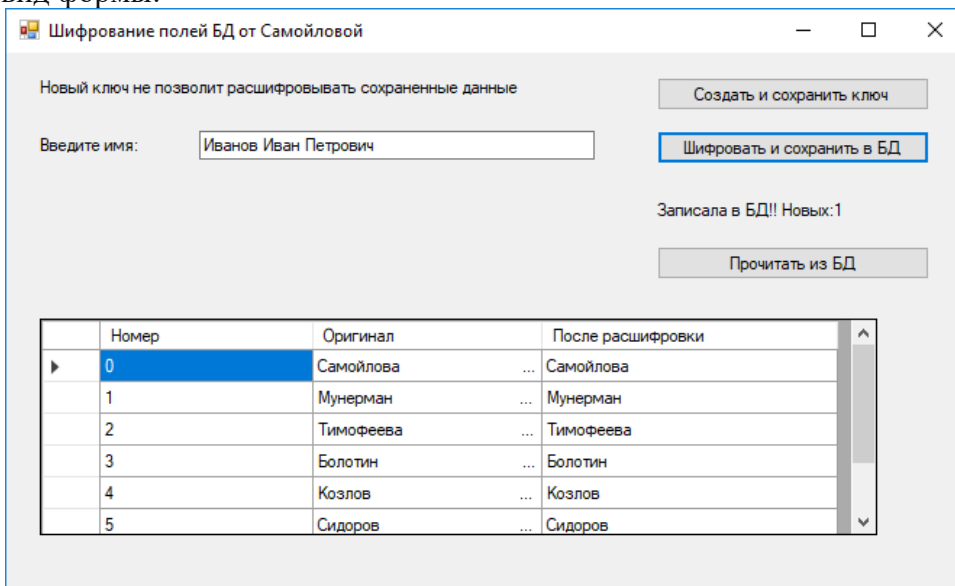 вид формы.
Шифрование полей БД от Самойловой
Новый ключ не позволит расшифровывать сохраненные данные
Создать и сохранить ключ
Введите имя: Иванов Иван Петрович
Шифровать и сохранить в БД
Записала в БД!! Новых:1
Прочитать из БД
Номер Оригинал После расшифровки
0 Самойлова ... Самойлова
1 Мунерман ... Мунерман
2 Тимофеева ... Тимофеева
3 Болотин ... Болотин
4 Козлов ... Козлов
5 Сидоров ... Сидоров